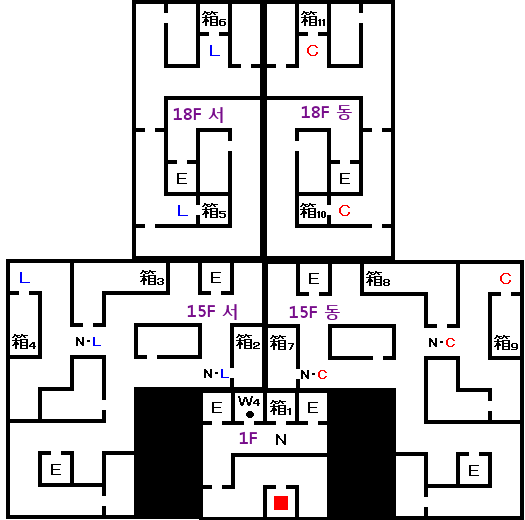 箱6 箱11
L C
18F 서 18F 동
E E
L 箱5 箱10 C
L 箱3 E E 箱8 C
15F 서 15F 동
箱4 N-L 箱2 箱7 N-C 箱9
N-L N-C
E W4 箱1 E
1F N
E E